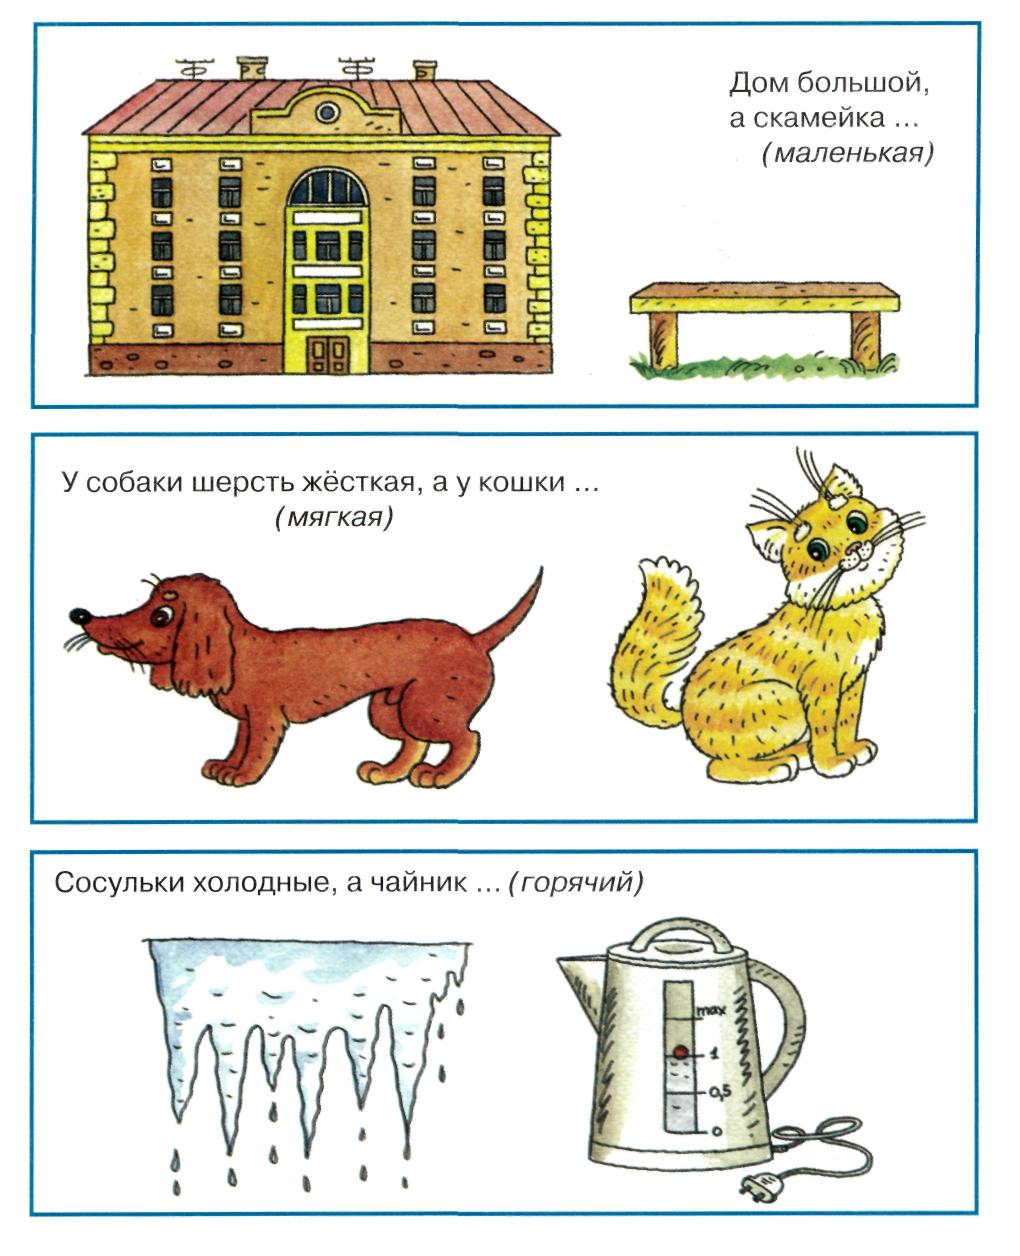 Дом большой,
а скамейка ...
(маленькая)
У собаки шерсть жёсткая, а у кошки ...
(мягкая)
Сосульки холодные, а чайник ... (горячий)
max
1
0,5
0